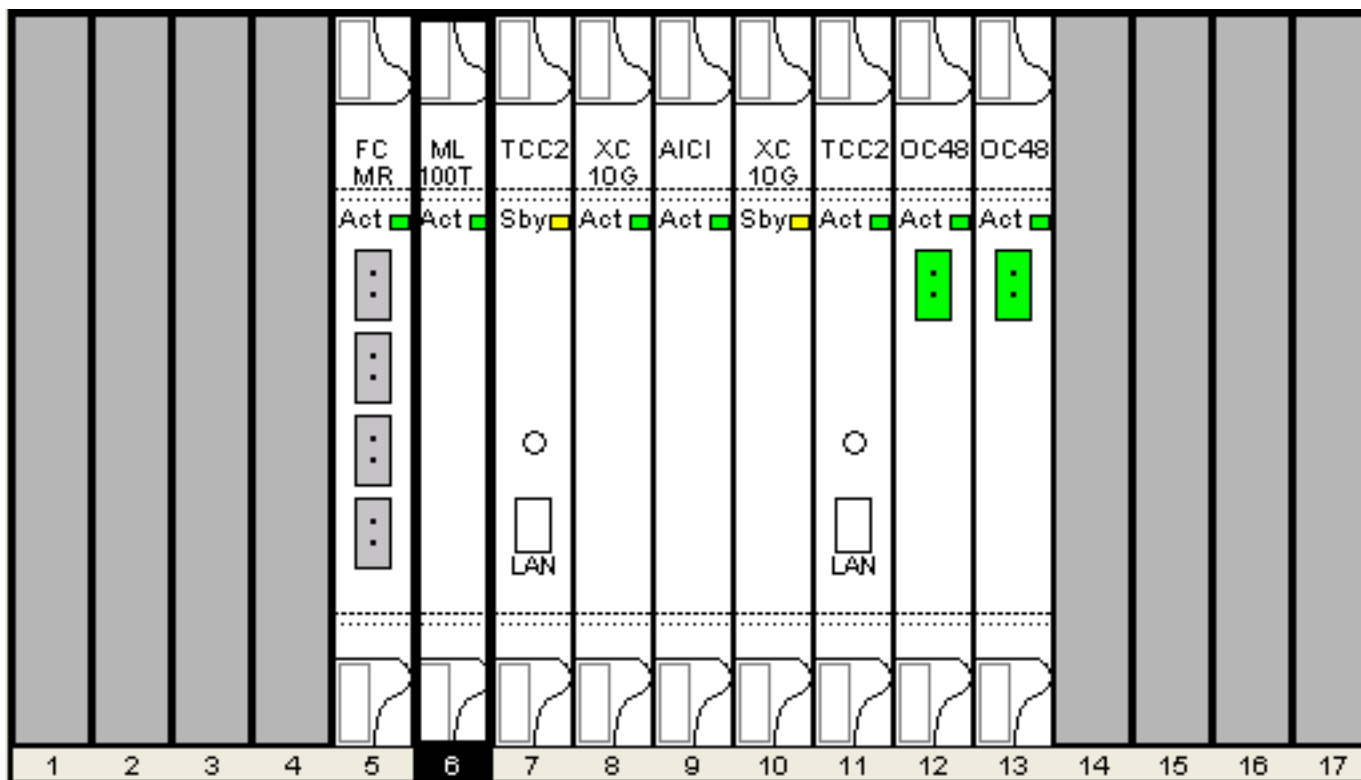 FC ML TCC2 XC AICI XC TCC2 OC48 OC48
MR 100T 10G 10G
Act Act Sby Act Act Sby Act Act Act
LAN LAN
1 2 3 4 5 6 7 8 9 10 11 12 13 14 15 16 17